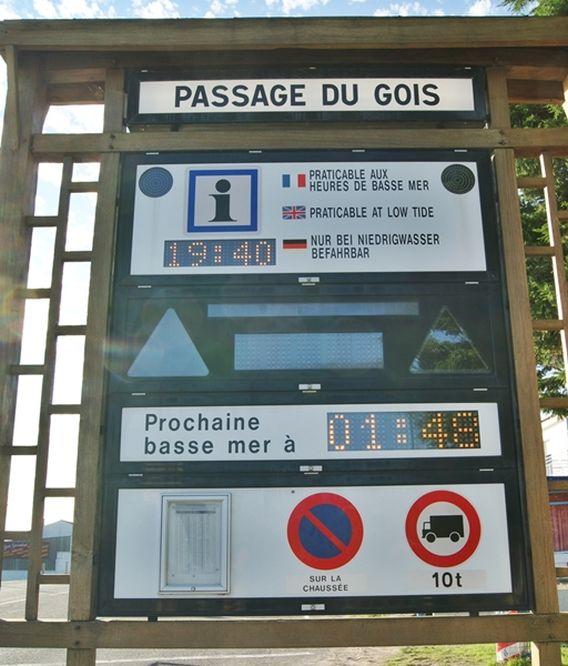 PASSAGE DU GOIS
i
PRATICABLE AUX
HEURES DE BASSE MER
PRATICABLE AT LOW TIDE
19:40
NUR BEI NIEDRIGWASSER
BEFAHRBAR
Prochaine
basse mer à
01:48
SUR LA
CHAUSSÉE
10t